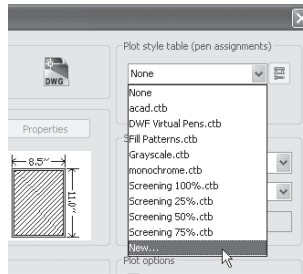 Plot style table (pen assignments)
DWG
None
None
acad.ctb
DWF Virtual Pens.ctb
Fill Patterns.ctb
Grayscale.ctb
monochrome.ctb
Screening 100%.ctb
Screening 25%.ctb
Screening 50%.ctb
Screening 75%.ctb
New...
Properties
8.5"
11.0"
Plot options